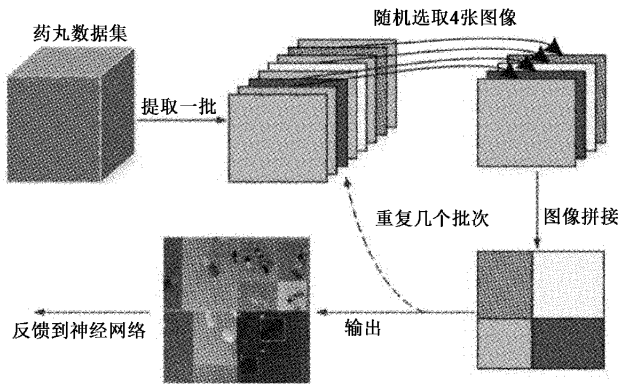 药丸数据集
随机选取4张图像
提取一批
重复几个批次
图像拼接
输出
反馈到神经网络